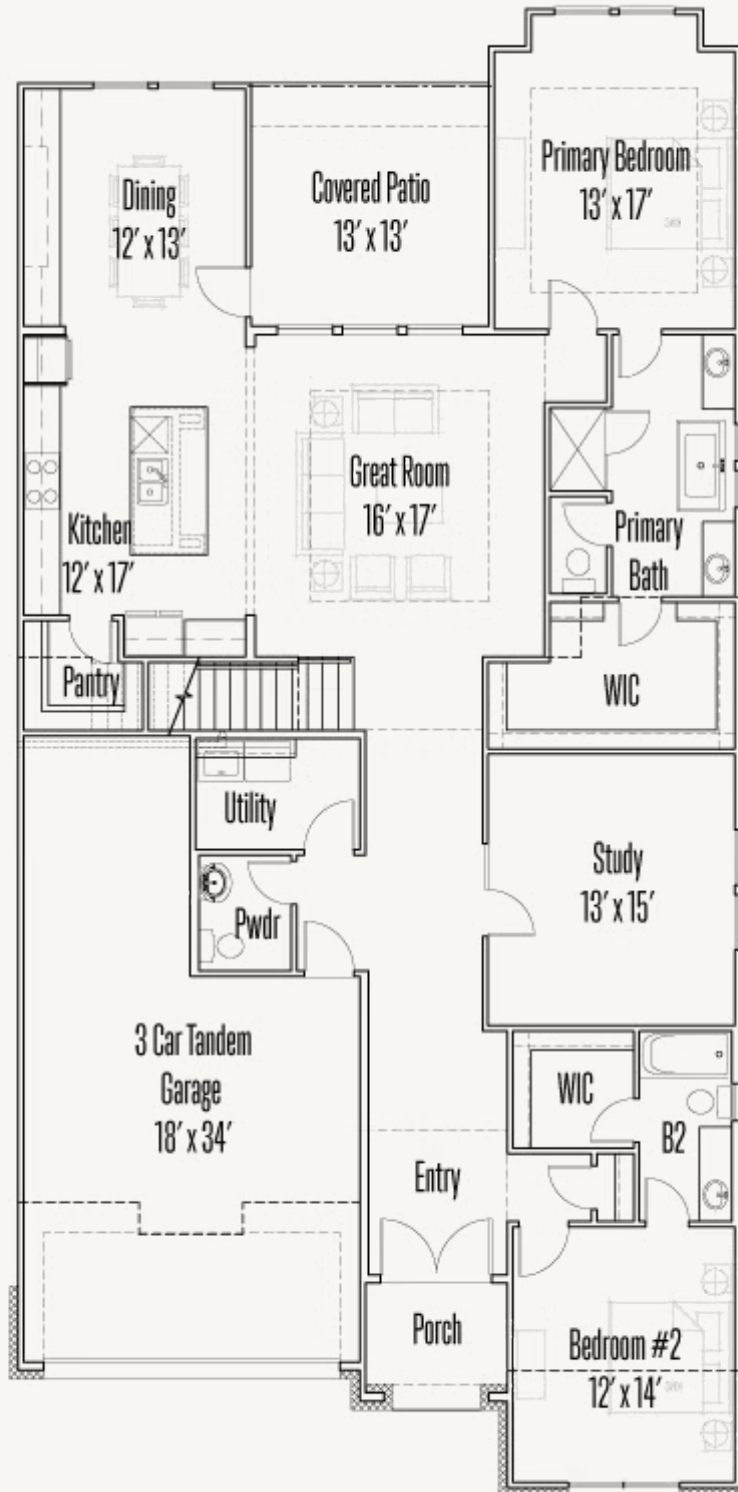 Primary Bedroom
13' x 17'
Dining
12' x 13'
Covered Patio
13' x 13'
Great Room
16' x 17'
Kitchen
12' x 17'
Primary
Bath
Pantry
WIC
Utility
Study
13' x 15'
Pwdr
3 Car Tandem
Garage
18' x 34'
WIC
B2
Entry
Porch
Bedroom #2
12' x 14'